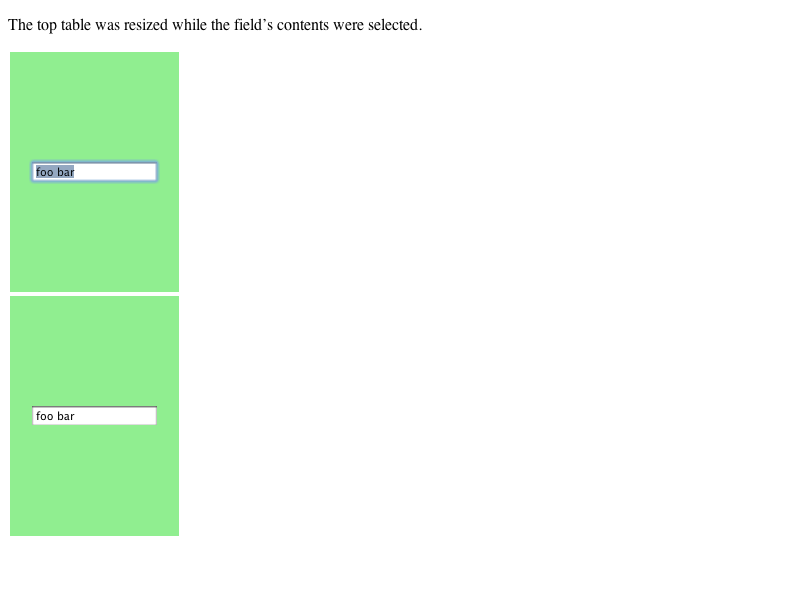 The top table was resized while the field’s contents were selected.
foo bar
foo bar